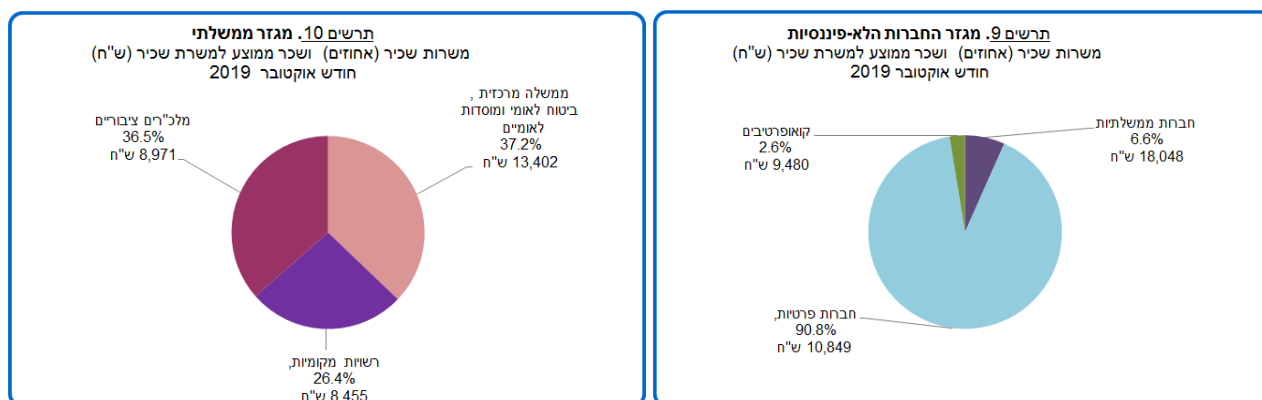 תרשים 9. מגזר החברות הלא-פיננסיות
משרות שכיר (אחוזים) ושכר ממוצע למשרת שכיר (ש"ח)
חודש אוקטובר 2019
חברות ממשלתיות
6.6%
18,048 ש"ח
קואופרטיבים
2.6%
9,480 ש"ח
חברות פרטיות,
90.8%
10,849 ש"ח
תרשים 10. מגזר ממשלתי
משרות שכיר (אחוזים) ושכר ממוצע למשרת שכיר (ש"ח)
חודש אוקטובר 2019
ממשלה מרכזית ,
ביטוח לאומי ומוסדות
לאומיים
37.2%
13,402 ש"ח
מלכ"רים ציבוריים
36.5%
8,971 ש"ח
רשויות מקומיות,
26.4%
8,455 ש"ח